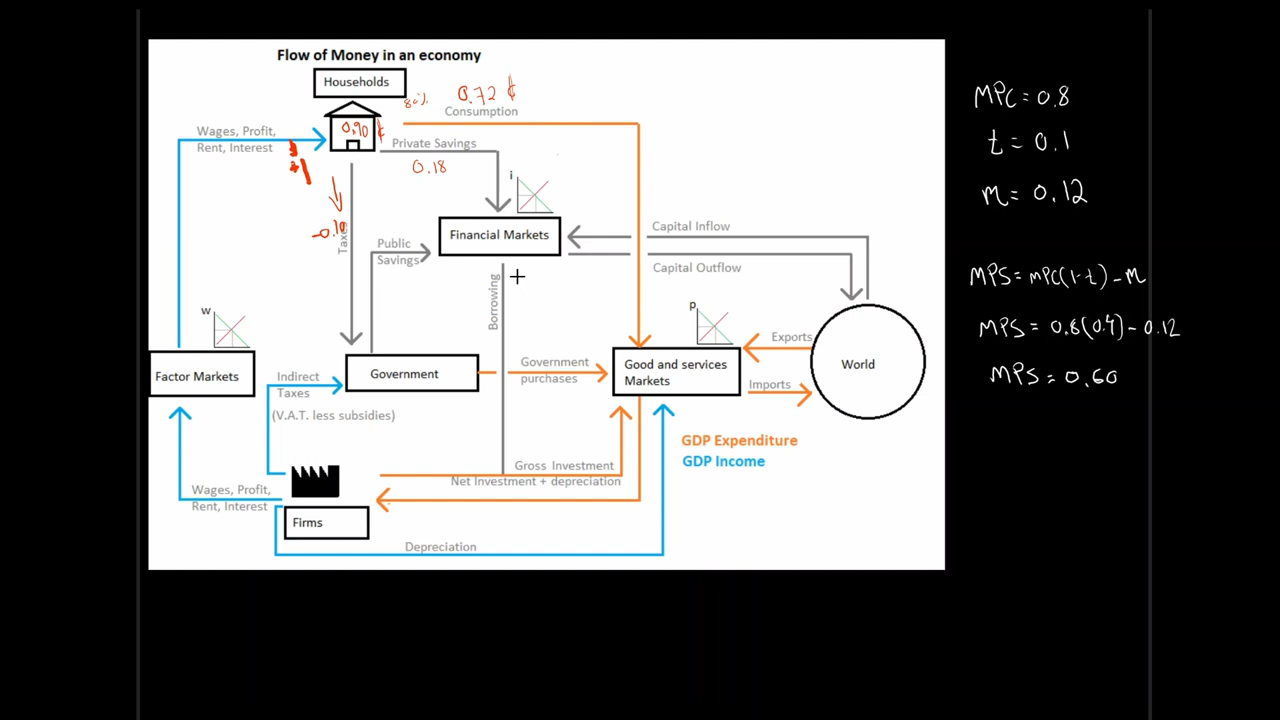 Flow of Money in an economy
Households
80%
0.72 ¢
Consumption
0.90 ¢
Wages, Profit,
Rent, Interest
Private Savings
0.18
i
-0.10
Taxes
Public
Savings
Financial Markets
Capital Inflow
Capital Outflow
Borrowing
w
p
Factor Markets
Indirect
Taxes
(V.A.T. less subsidies)
Government
Government
purchases
Good and services
Markets
Exports
Imports
World
GDP Expenditure
GDP Income
Gross Investment
Net Investment + depreciation
Wages, Profit,
Rent, Interest
Firms
Depreciation
MPC = 0.8
t = 0.1
m = 0.12
MPS = MPC(1-t) - m
MPS = 0.8(0.9) - 0.12
MPS = 0.60